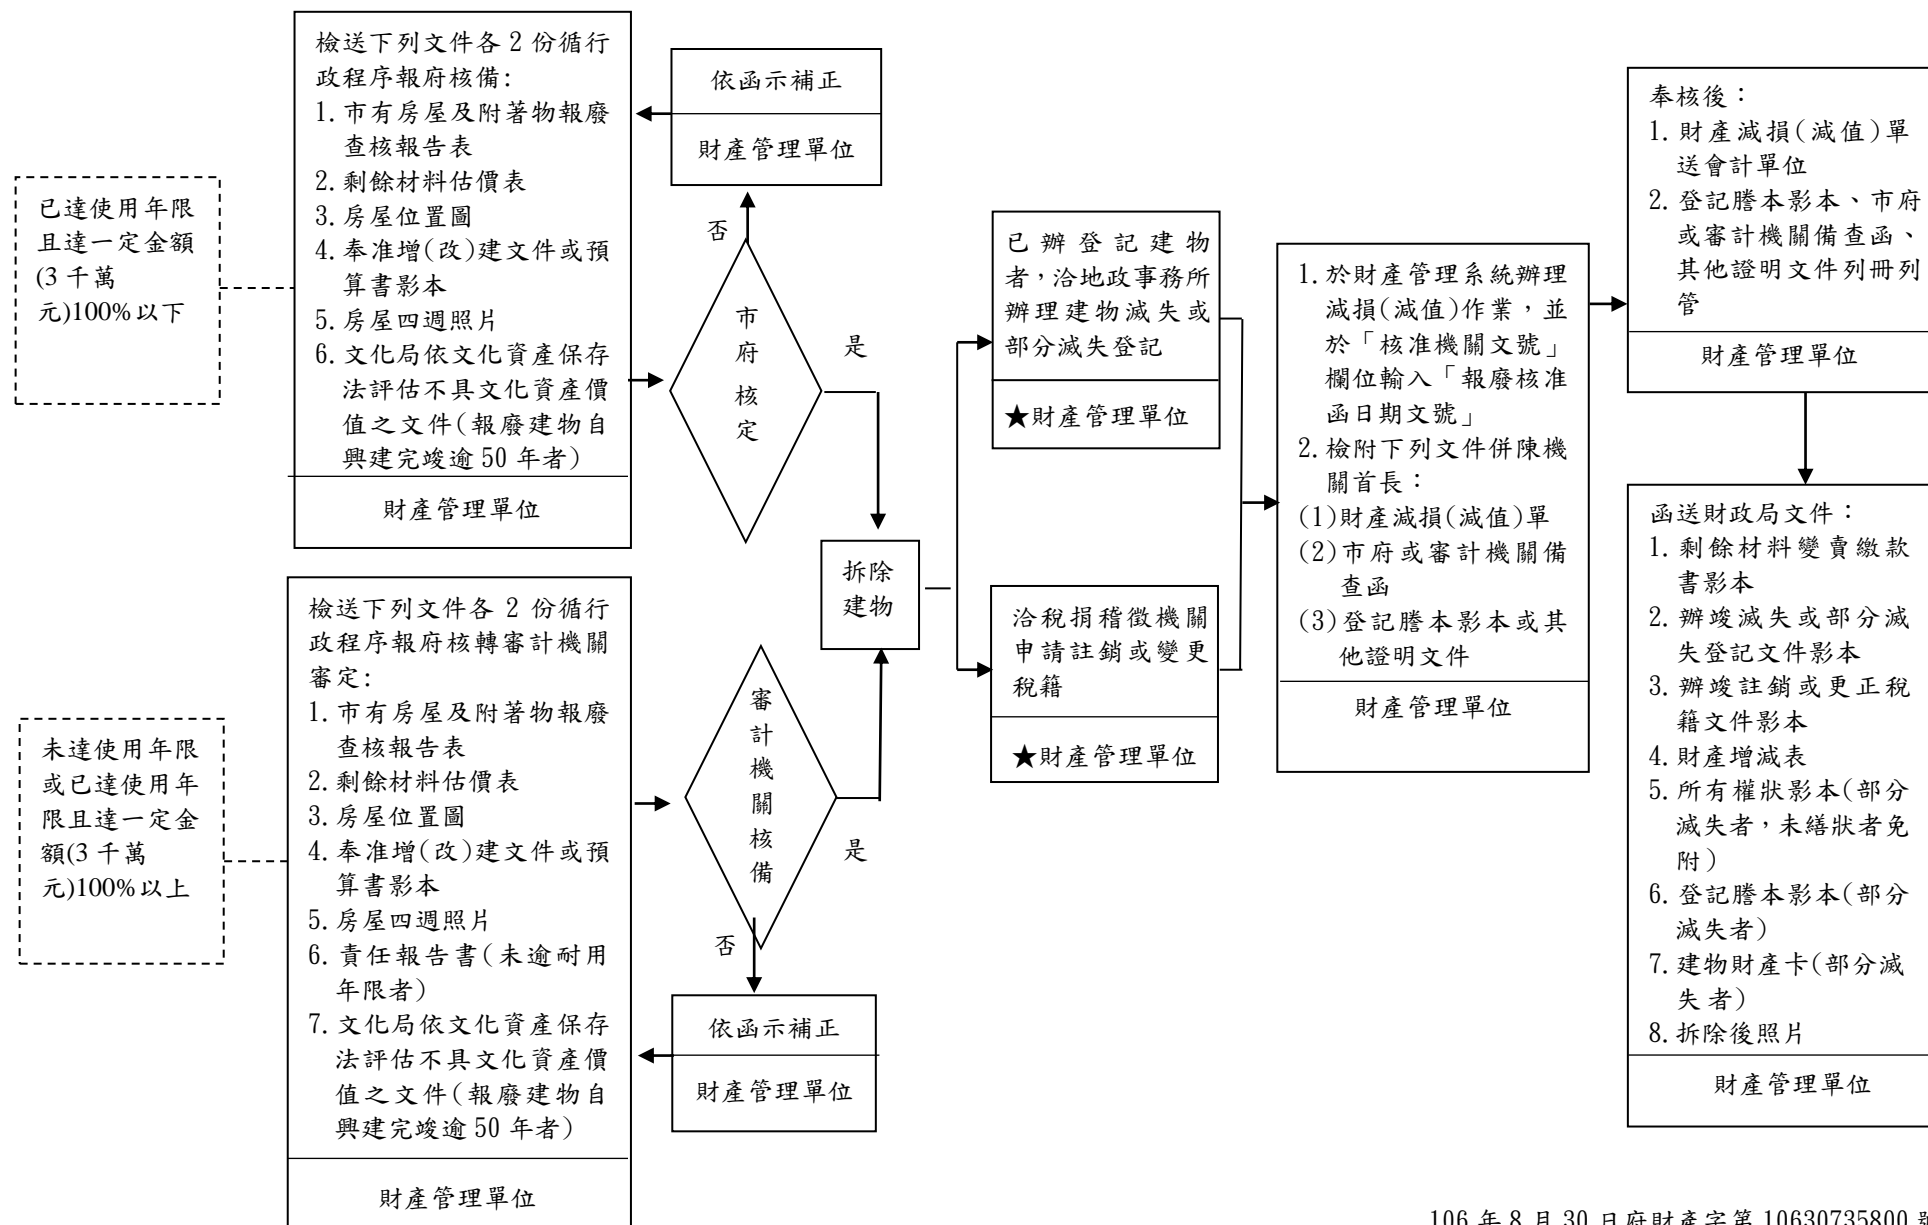 已達使用年限
且達一定金額
(3千萬
元)100%以下
檢送下列文件各 2 份循行
政程序報府核備:
1.市有房屋及附著物報廢
查核報告表
2.剩餘材料估價表
3.房屋位置圖
4.奉准增(改)建文件或預
算書影本
5.房屋四週照片
6.文化局依文化資產保存
法評估不具文化資產價
值之文件(報廢建物自
興建完竣逾 50 年者)
財產管理單位
依函示補正
財產管理單位
否
市
府
核
定
是
未達使用年限
或已達使用年
限且達一定金
額(3千萬
元)100%以上
檢送下列文件各 2 份循行
政程序報府核轉審計機關
審定:
1.市有房屋及附著物報廢
查核報告表
2.剩餘材料估價表
3.房屋位置圖
4.奉准增(改)建文件或預
算書影本
5.房屋四週照片
6.責任報告書(未逾耐用
年限者)
7.文化局依文化資產保存
法評估不具文化資產價
值之文件(報廢建物自
興建完竣逾 50 年者)
財產管理單位
審
計
機
關
核
備
是
否
依函示補正
財產管理單位
拆除
建物
已辦登記建物
者,洽地政事務所
辦理建物滅失或
部分滅失登記
★財產管理單位
洽稅捐稽徵機關
申請註銷或變更
稅籍
★財產管理單位
1.於財產管理系統辦理
減損(減值)作業,並
於「核准機關文號」
欄位輸入「報廢核准
函日期文號」
2.檢附下列文件併陳機
關首長:
(1)財產減損(減值)單
(2)市府或審計機關備
查函
(3)登記謄本影本或其
他證明文件
財產管理單位
奉核後:
1.財產減損(減值)單
送會計單位
2.登記謄本影本、市府
或審計機關備查函、
其他證明文件列冊列
管
財產管理單位
函送財政局文件:
1.剩餘材料變賣繳款
書影本
2.辦竣滅失或部分滅
失登記文件影本
3.辦竣註銷或更正稅
籍文件影本
4.財產增減表
5.所有權狀影本(部分
滅失者,未繕狀者免
附)
6.登記謄本影本(部分
滅失者)
7.建物財產卡(部分滅
失 者)
8.拆除後照片
財產管理單位
106 年 8 月 30 日府財產字第 10630735800 號